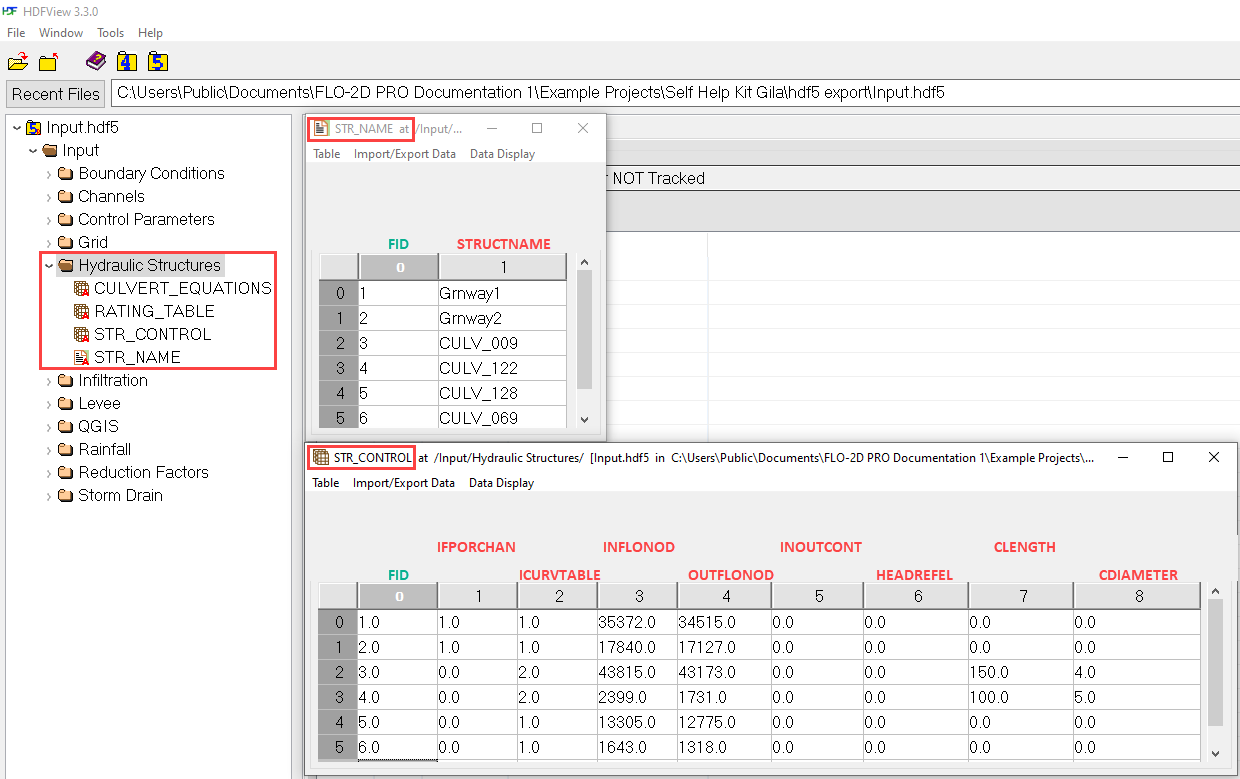 HDF HDFView 3.3.0
File Window Tools Help
4 5
Recent Files C:\Users\Public\Documents\FLO-2D PRO Documentation 1\Example Projects\Self Help Kit Gila\hdf5 export\Input.hdf5
5 Input.hdf5
Input
Boundary Conditions
Channels
Control Parameters
Grid
Hydraulic Structures
CULVERT_EQUATIONS
RATING_TABLE
STR_CONTROL
STR_NAME
Infiltration
Levee
QGIS
Rainfall
Reduction Factors
Storm Drain
STR_NAME at /Input/...
Table Import/Export Data Data Display
r NOT Tracked
FID STRUCTNAME
0 1
0 1 Grnway1
1 2 Grnway2
2 3 CULV_009
3 4 CULV_122
4 5 CULV_128
5 6 CULV_069
STR_CONTROL at /Input/Hydraulic Structures/ [Input.hdf5 in C:\Users\Public\Documents\FLO-2D PRO Documentation 1\Example Projects\...
Table Import/Export Data Data Display
IFPORCHAN INFLONOD INOUTCONT CLENGTH
FID ICURVTABLE OUTFLONOD HEADREFEL CDIAMETER
0 1 2 3 4 5 6 7 8
0 1.0 1.0 1.0 35372.0 34515.0 0.0 0.0 0.0 0.0
1 2.0 1.0 1.0 17840.0 17127.0 0.0 0.0 0.0 0.0
2 3.0 0.0 2.0 43815.0 43173.0 0.0 0.0 150.0 4.0
3 4.0 0.0 2.0 2399.0 1731.0 0.0 0.0 100.0 5.0
4 5.0 0.0 1.0 13305.0 12775.0 0.0 0.0 0.0 0.0
5 6.0 0.0 1.0 1643.0 1318.0 0.0 0.0 0.0 0.0